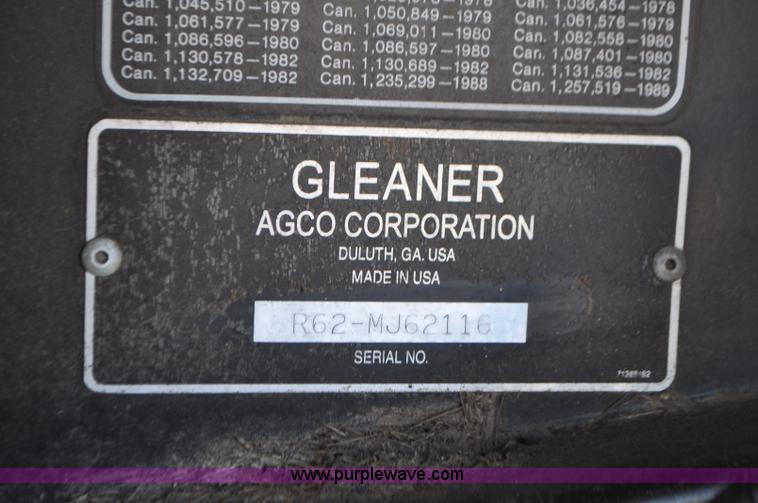 Can. 1,045,510–1979 1978 Can. 1,036,454–1978
Can. 1,061,577–1979 Can. 1,050,849–1979 Can. 1,061,576–1979
Can. 1,086,596–1980 Can. 1,069,011–1980 Can. 1,082,558–1980
Can. 1,130,578–1982 Can. 1,086,597–1980 Can. 1,087,401–1980
Can. 1,132,709–1982 Can. 1,130,689–1982 Can. 1,131,536–1982
Can. 1,235,299–1988 Can. 1,257,519–1989
GLEANER
AGCO CORPORATION
DULUTH, GA. USA
MADE IN USA
R62-MJ62116
SERIAL NO.
www.purplewave.com